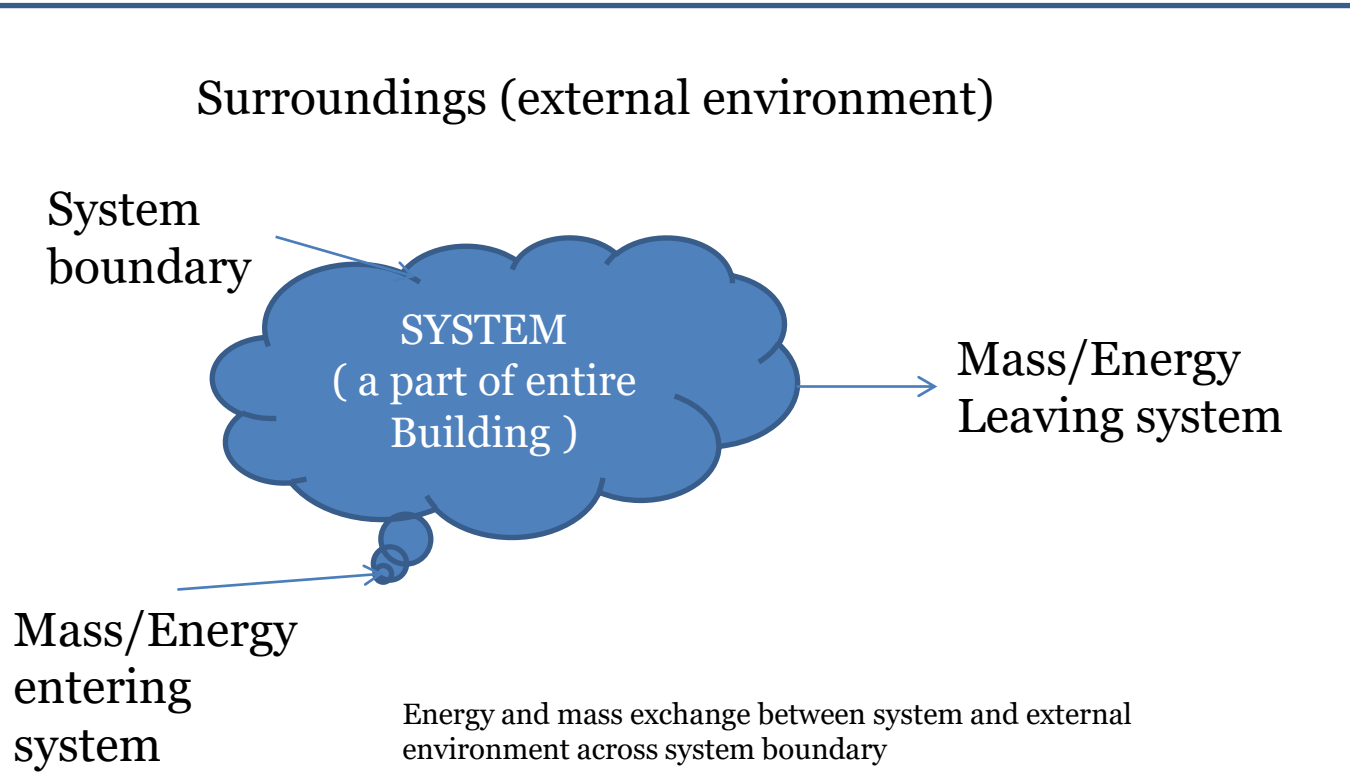 Surroundings (external environment)
System
boundary
SYSTEM
( a part of entire
Building )
Mass/Energy
Leaving system
Mass/Energy
entering
system
Energy and mass exchange between system and external
environment across system boundary